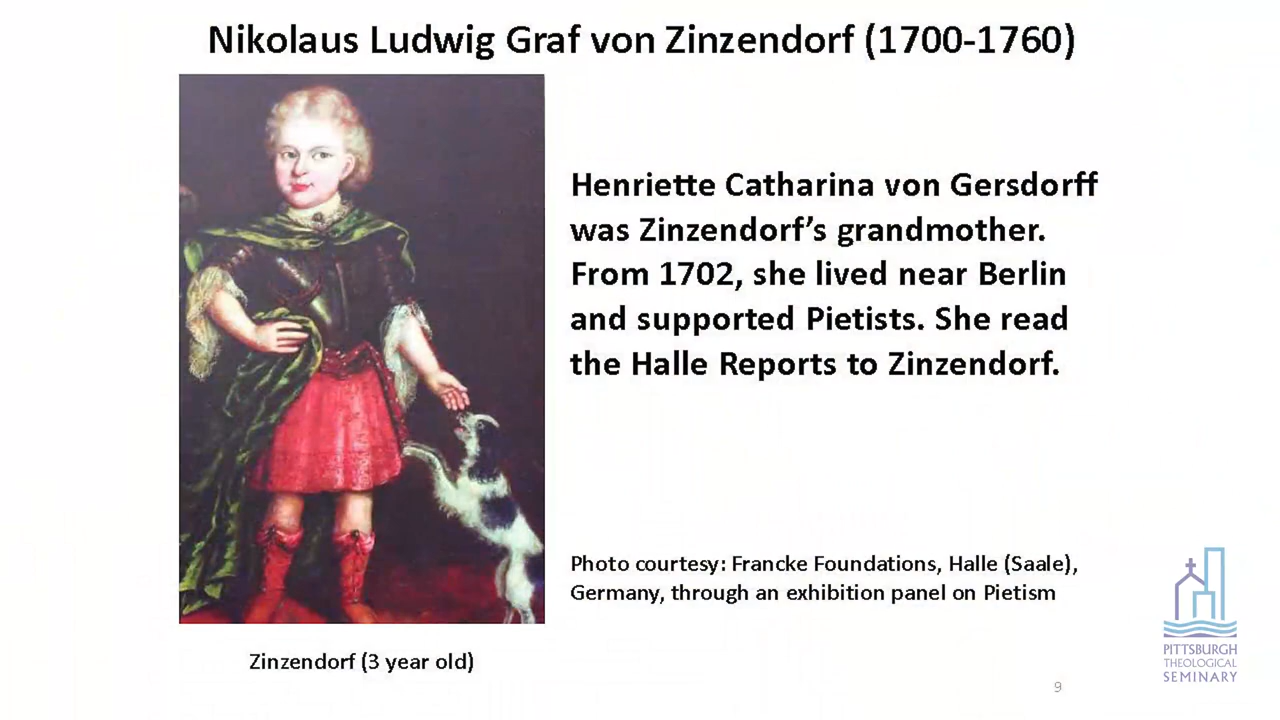 Nikolaus Ludwig Graf von Zinzendorf (1700-1760)
Henriette Catharina von Gersdorff
was Zinzendorf’s grandmother.
From 1702, she lived near Berlin
and supported Pietists. She read
the Halle Reports to Zinzendorf.
Photo courtesy: Francke Foundations, Halle (Saale),
Germany, through an exhibition panel on Pietism
Zinzendorf (3 year old)
PITTSBURGH
THEOLOGICAL
SEMINARY
9